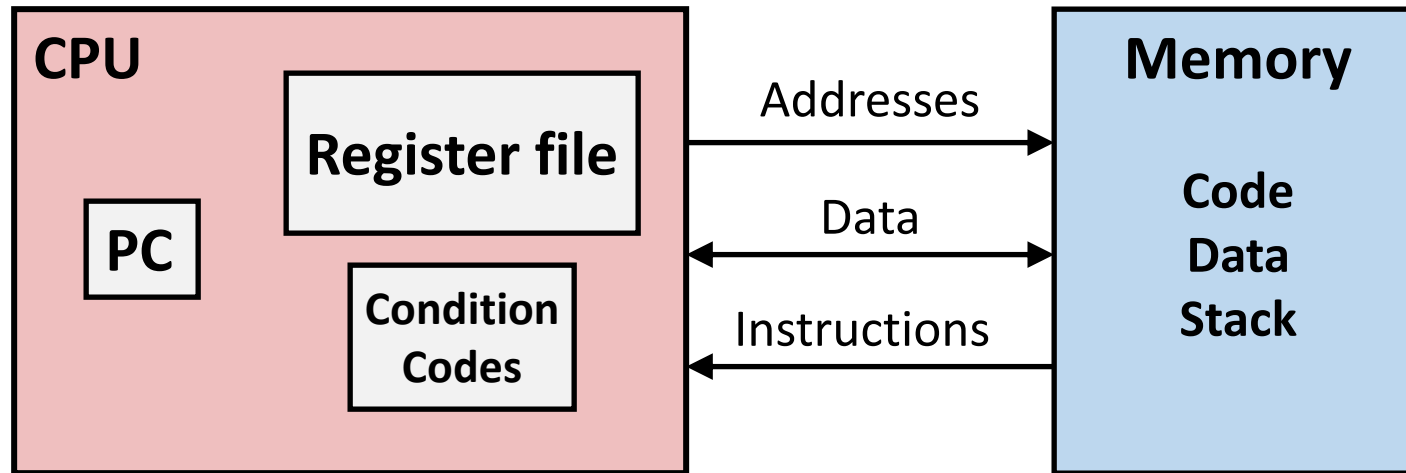 CPU
Register file
PC
Condition
Codes
Addresses
Data
Instructions
Memory
Code
Data
Stack